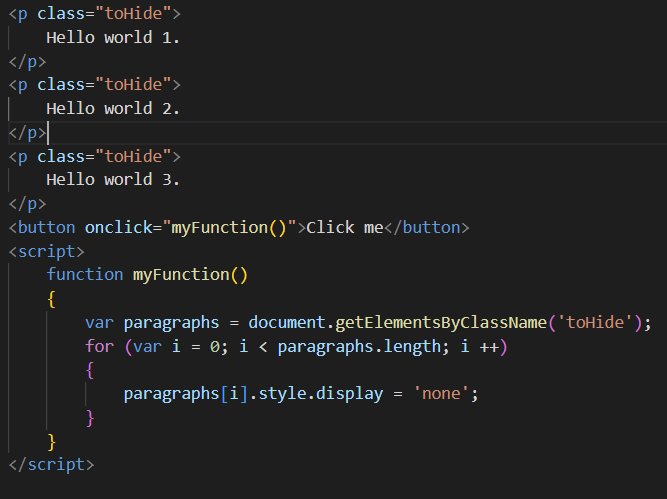 <p class="toHide">
    Hello world 1.
</p>
<p class="toHide">
    Hello world 2.
</p>
<p class="toHide">
    Hello world 3.
</p>
<button onclick="myFunction()">Click me</button>
<script>
    function myFunction()
    {
        var paragraphs = document.getElementsByClassName('toHide');
        for (var i = 0; i < paragraphs.length; i ++)
        {
            paragraphs[i].style.display = 'none';
        }
    }
</script>